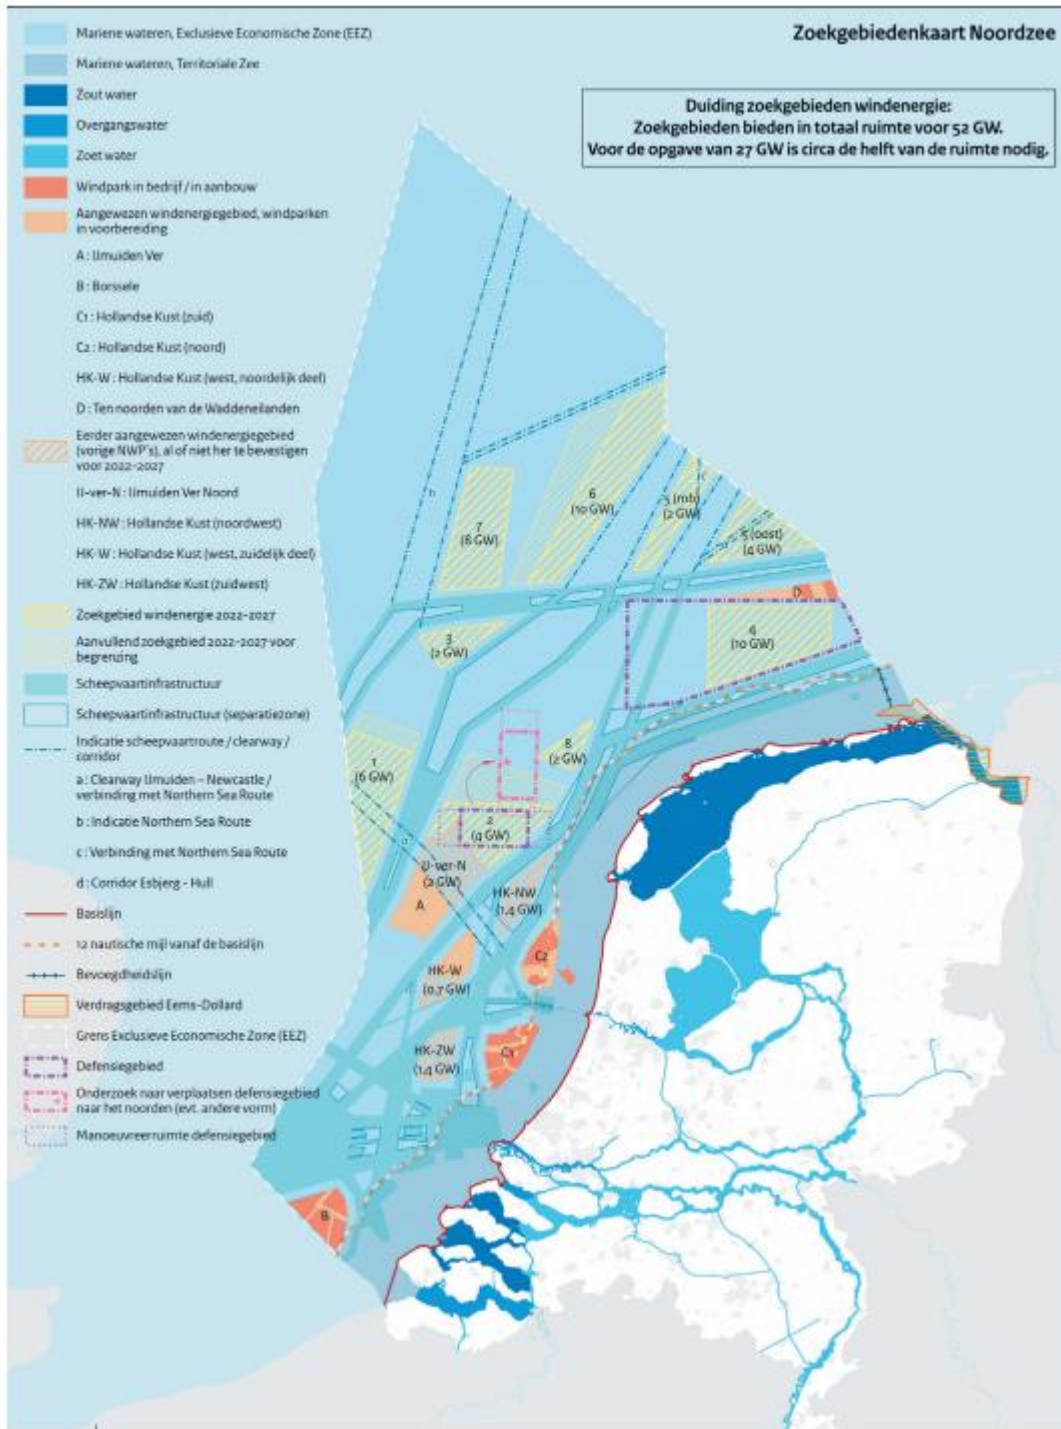 Zoekgebiedenkaart Noordzee
Duiding zoekgebieden windenergie:
Zoekgebieden bieden in totaal ruimte voor 52 GW.
Voor de opgave van 27 GW is circa de helft van de ruimte nodig.
Mariene wateren, Exclusieve Economische Zone (EEZ)
Mariene wateren, Territoriale Zee
Zout water
Overgangswater
Zoet water
Windpark in bedrijf / in aanbouw
Aangewezen windenergiegebied, windparken
in voorbereiding
A : IJmuiden Ver
B : Borssele
C1 : Hollandse Kust (zuid)
C2 : Hollandse Kust (noord)
HK-W : Hollandse Kust (west, noordelijk deel)
D : Ten noorden van de Waddeneilanden
Eerder aangewezen windenergiegebied
(vorige NWP's), al of niet her te bevestigen
voor 2022-2027
IJ-ver-N : IJmuiden Ver Noord
HK-NW : Hollandse Kust (noordwest)
HK-W : Hollandse Kust (west, zuidelijk deel)
HK-ZW : Hollandse Kust (zuidwest)
Zoekgebied windenergie 2022-2027
Aanvullend zoekgebied 2022-2027 voor
begrenzing
Scheepvaartinfrastructuur
Scheepvaartinfrastructuur (separatiezone)
Indicatie scheepvaartroute / clearway /
corridor
a : Clearway IJmuiden – Newcastle /
verbinding met Northern Sea Route
b : Indicatie Northern Sea Route
c : Verbinding met Northern Sea Route
d : Corridor Esbjerg - Hull
Basislijn
12 nautische mijl vanaf de basislijn
Bevoegdheidslijn
Verdragsgebied Eems-Dollard
Grens Exclusieve Economische Zone (EEZ)
Defensiegebied
Onderzoek naar verplaatsen defensiegebied
naar het noorden (evt. andere vorm)
Manoeuvreerruimte defensiegebied
b
6
(10 GW)
5 (mb)
(2 GW)
c
7
(8 GW)
5 (oost)
(4 GW)
D
3
(2 GW)
4
(10 GW)
8
(2 GW)
1
(6 GW)
2
(4 GW)
a
IJ-ver-N
(2 GW)
HK-NW
(1,4 GW)
A
C2
HK-W
(0,7 GW)
HK-ZW
(1,4 GW)
C1
B